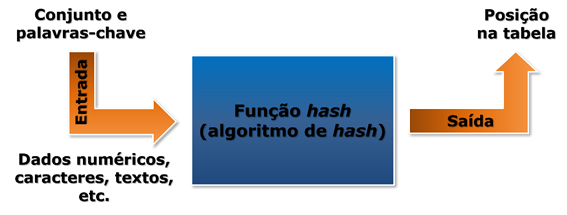 Conjunto e
palavras-chave
Entrada
Dados numéricos,
caracteres, textos,
etc.
Função hash
(algoritmo de hash)
Saída
Posição
na tabela